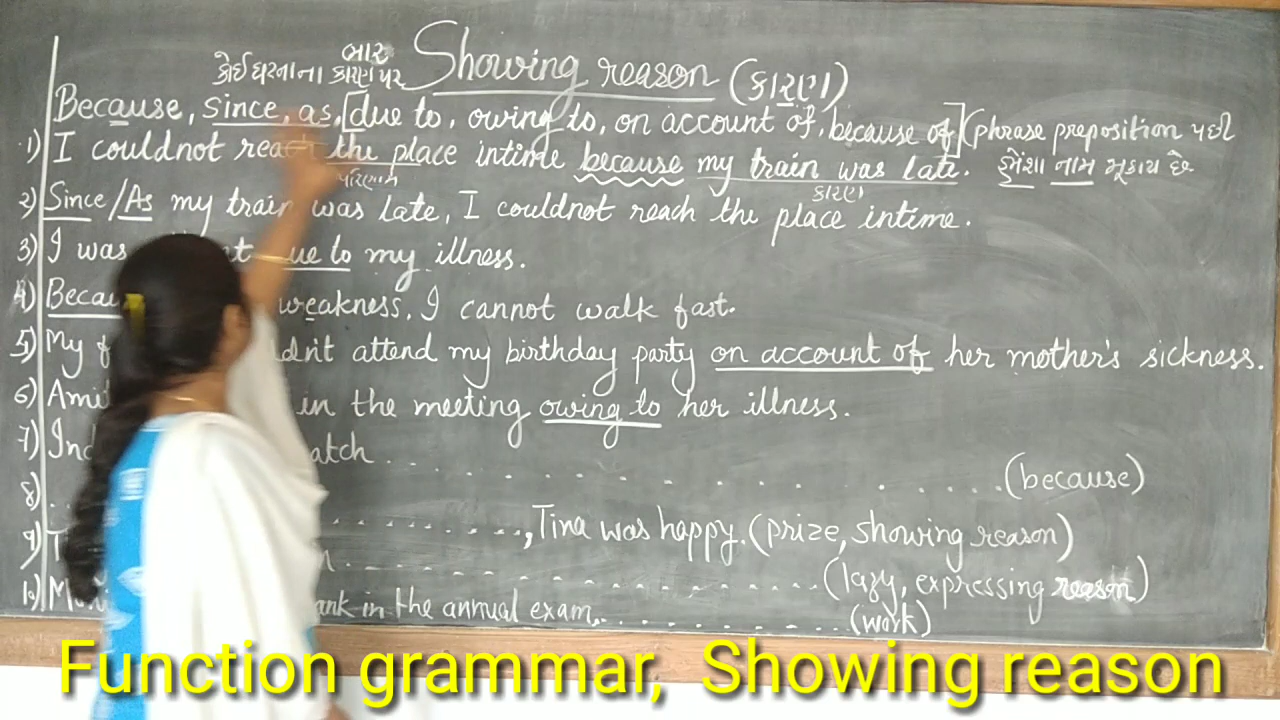 ભાર
કોઈ ઘટનાના કારણ પર Showing reason (કારણ)
Because, since, as, [due to, owing to, on account of, because of] (phrase preposition પછી
હંમેશા નામ મૂકાય છે
1) I couldnot reach the place intime because my train was late.
પરિણામ કારણ
2) Since / As my train was late, I couldnot reach the place intime.
3) I was ue to my illness.
4) Becau weakness, I cannot walk fast.
5) My dn't attend my birthday party on account of her mother's sickness.
6) Ami in the meeting owing to her illness.
7) Ind atch ............ (because)
8) ............, Tina was happy. (prize, showing reason)
9) T ............ (lazy, expressing reason)
10) ank in the annual exam, ............ (work)
Function grammar, Showing reason